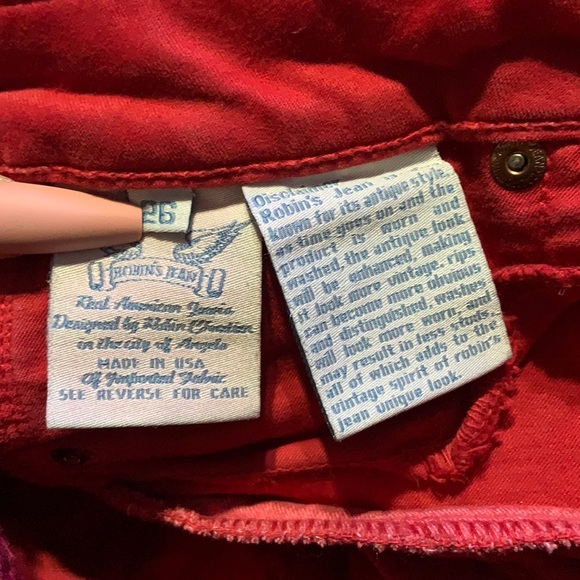 26
ROBIN'S JEAN
Real American Jeans
Designed by Robin Chretien
in the city of Angels
MADE IN USA
Of Imported Fabric
SEE REVERSE FOR CARE
Disclaimer
Robin's Jean is
known for its antique style.
as time goes on and the
product is worn and
washed, the antique look
will be enhanced, making
it look more vintage. rips
can become more obvious
and distinguished, washes
will look more worn, and
may result in less studs.
all of which adds to the
vintage spirit of robin's
jean unique look.